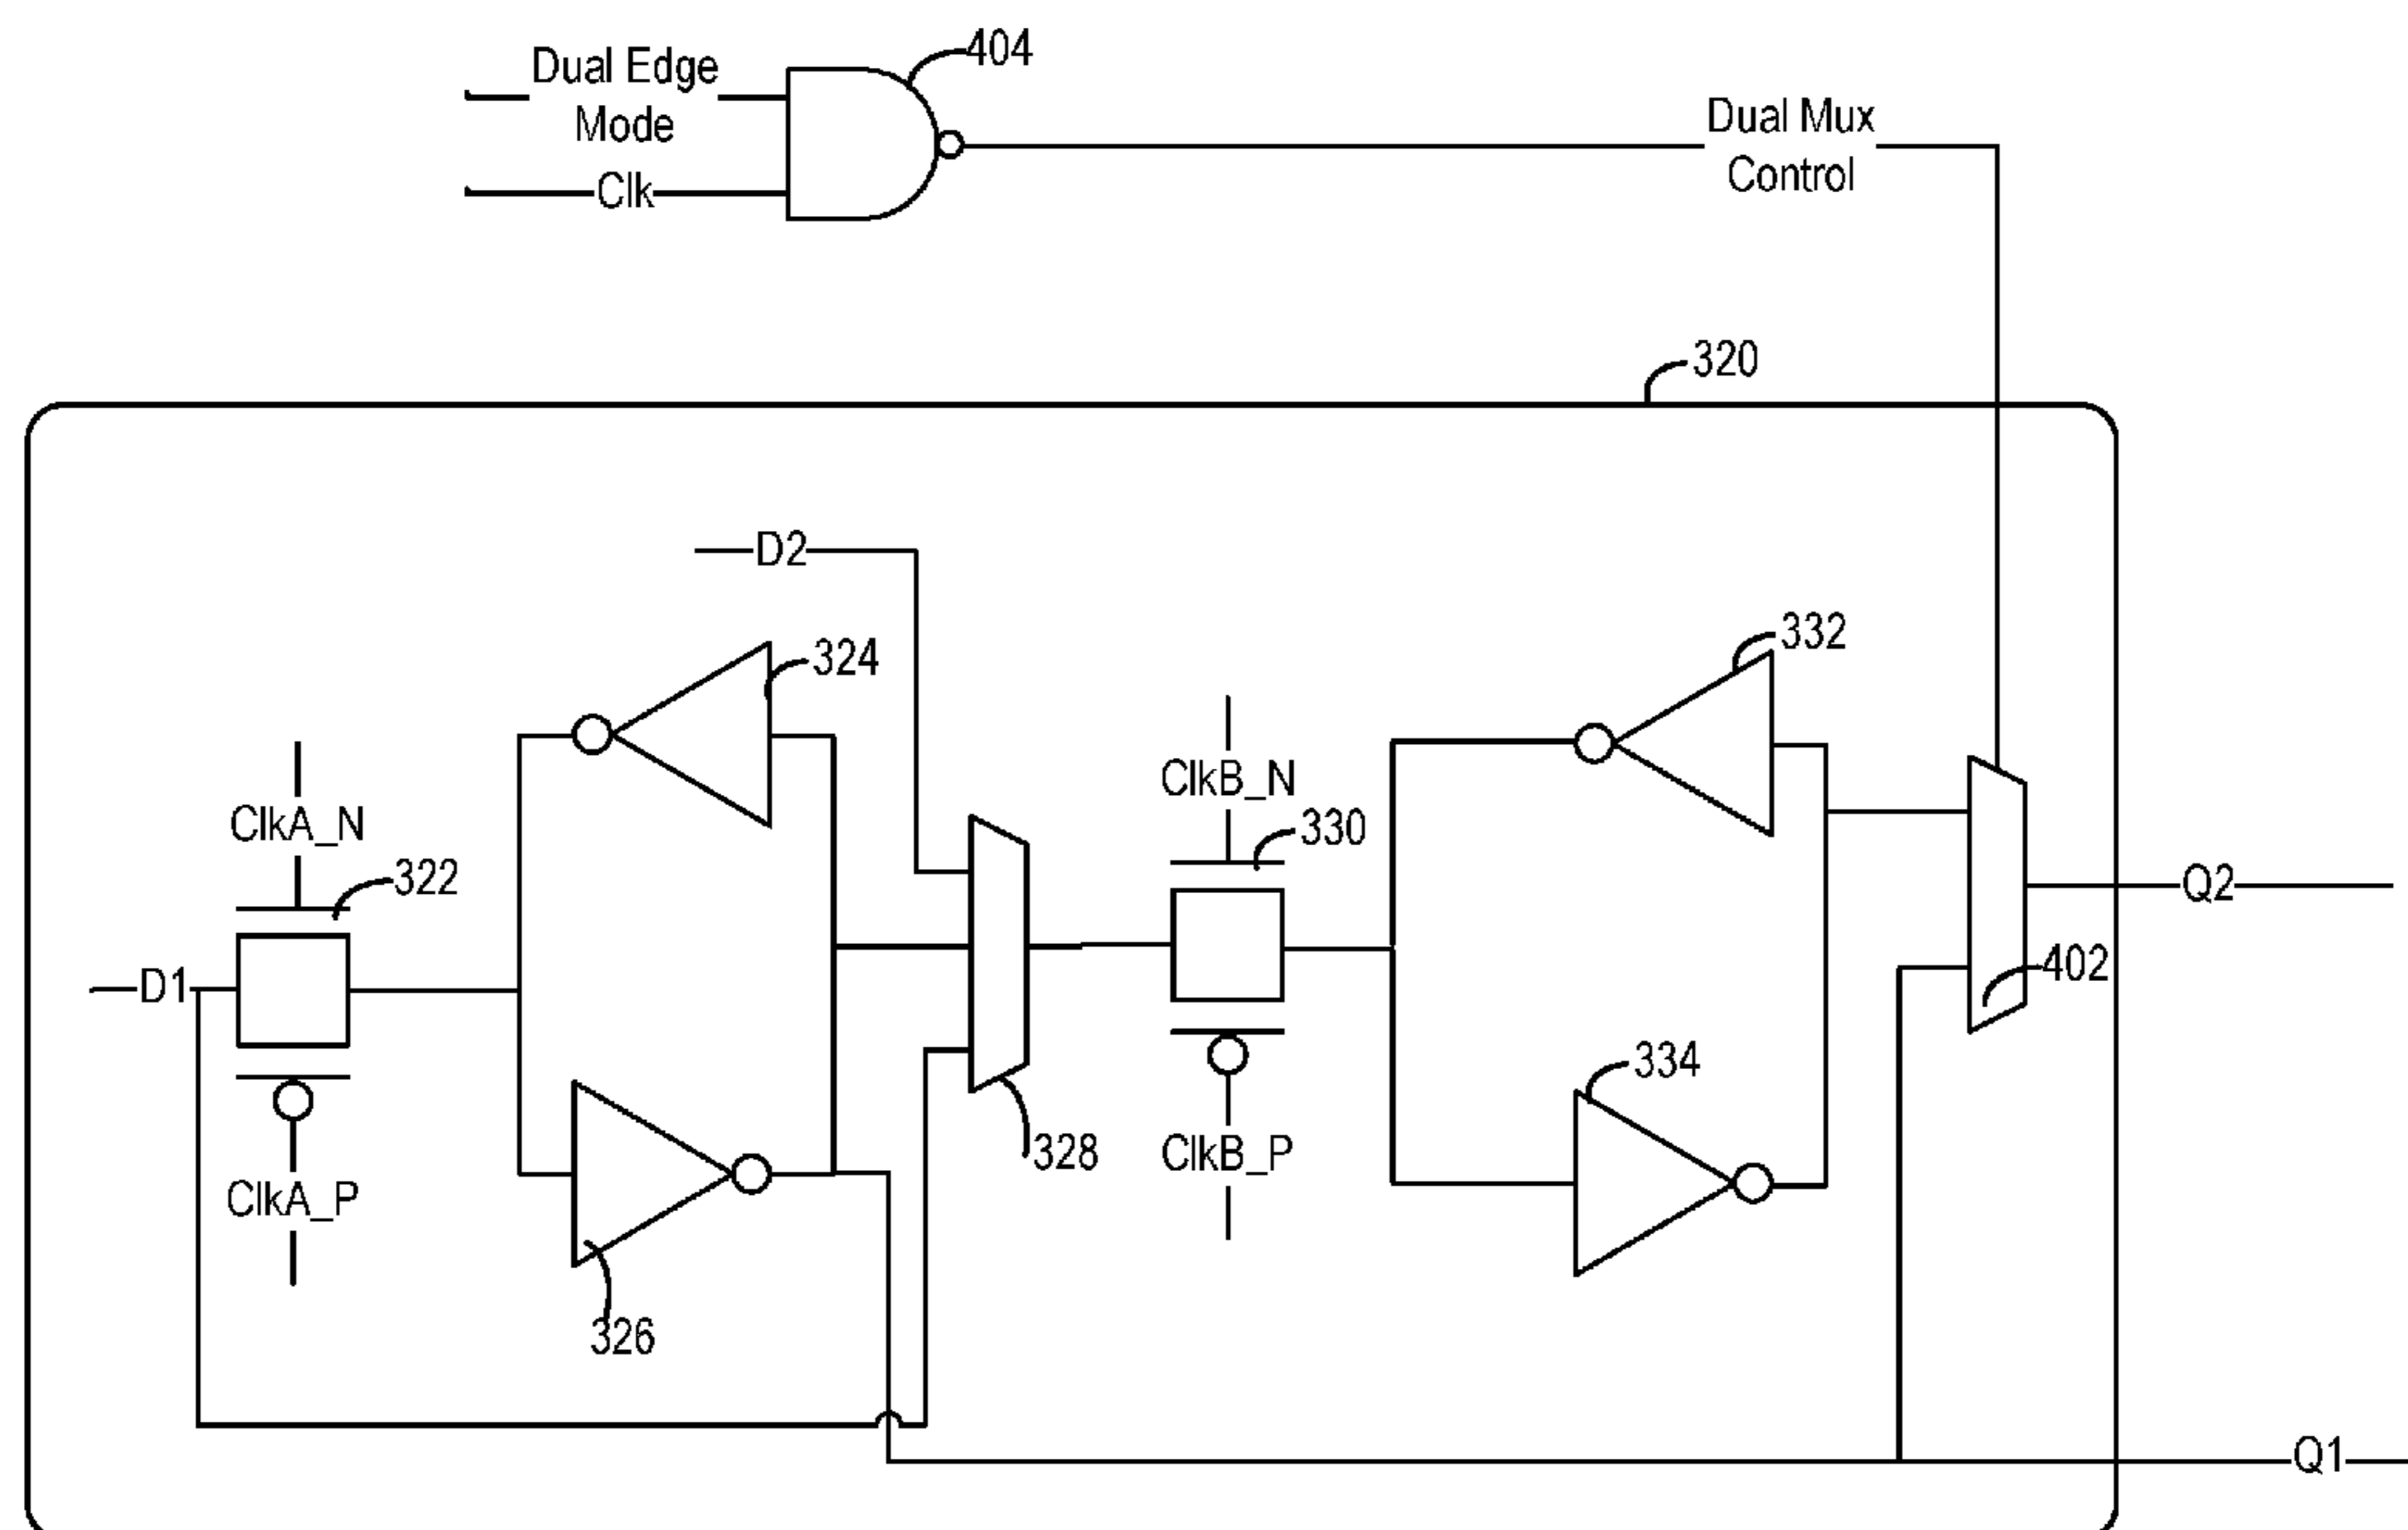 404
Dual Edge
Mode
Clk
Dual Mux
Control
320
D2
324
332
ClkB_N
ClkA_N
330
322
Q2
402
D1
334
328
ClkB_P
ClkA_P
326
Q1